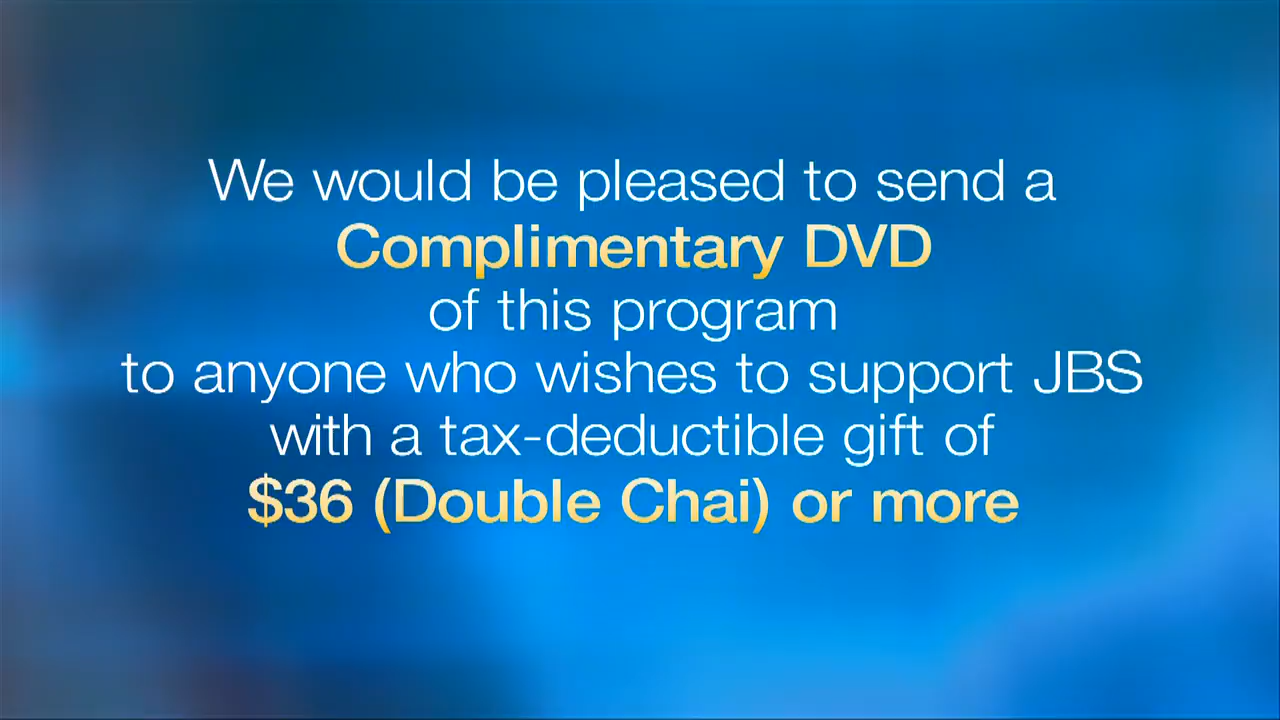 We would be pleased to send a
Complimentary DVD
of this program
to anyone who wishes to support JBS
with a tax-deductible gift of
$36 (Double Chai) or more